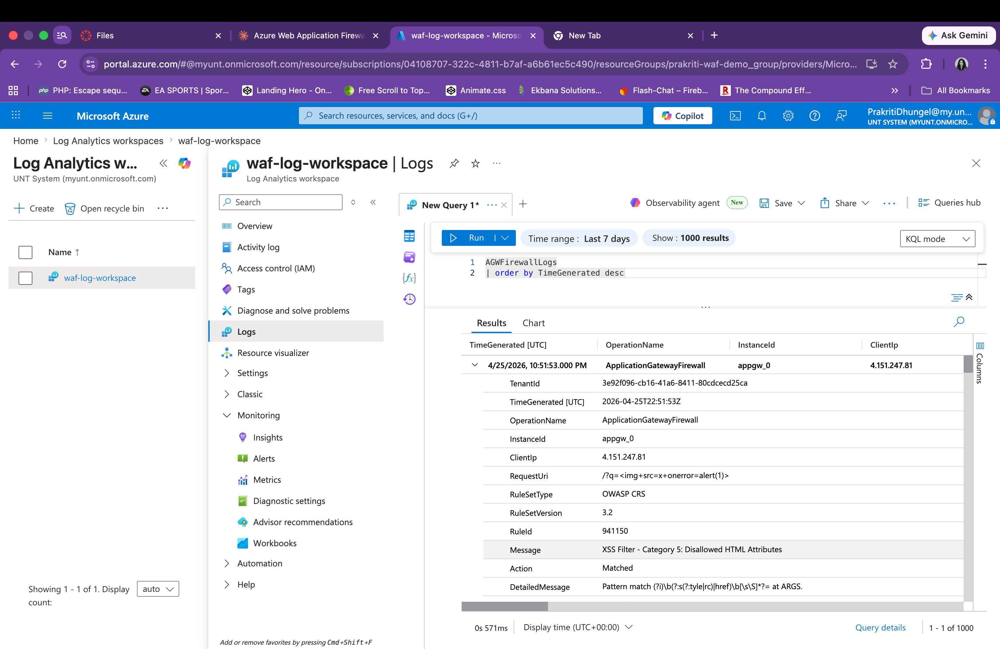 Files
Azure Web Application Firewa
waf-log-workspace - Microso
New Tab
Ask Gemini
portal.azure.com/#@myunt.onmicrosoft.com/resource/subscriptions/04108707-322c-4811-b7af-a6b61ec5c490/resourceGroups/prakriti-waf-demo_group/providers/Micro...
php PHP: Escape sequ...
EA EA SPORTS | Spor...
Landing Hero - On...
Free Scroll to Top...
Animate.css
Ekbana Solutions...
Flash-Chat – Fireb...
R The Compound Eff...
All Bookmarks
Microsoft Azure
Search resources, services, and docs (G+/)
Copilot
PrakritiDhungel@my.un...
UNT SYSTEM (MYUNT.ONMICRO...
Home > Log Analytics workspaces > waf-log-workspace
Log Analytics w...
UNT System (myunt.onmicrosoft.com)
Create
Open recycle bin
Name ↑
waf-log-workspace
Showing 1 - 1 of 1. Display count:
auto
waf-log-workspace | Logs
Log Analytics workspace
Search
Overview
Activity log
Access control (IAM)
Tags
Diagnose and solve problems
Logs
Resource visualizer
Settings
Classic
Monitoring
Insights
Alerts
Metrics
Diagnostic settings
Advisor recommendations
Workbooks
Automation
Help
Add or remove favorites by pressing Cmd+Shift+F
New Query 1*
Observability agent New
Save
Share
Queries hub
Run
Time range : Last 7 days
Show : 1000 results
KQL mode
{fx}
1 AGWFirewallLogs
2 | order by TimeGenerated desc
Results
Chart
TimeGenerated [UTC] OperationName InstanceId ClientIp
4/25/2026, 10:51:53.000 PM ApplicationGatewayFirewall appgw_0 4.151.247.81
TenantId 3e92f096-cb16-41a6-8411-80cdcecd25ca
TimeGenerated [UTC] 2026-04-25T22:51:53Z
OperationName ApplicationGatewayFirewall
InstanceId appgw_0
ClientIp 4.151.247.81
RequestUri /?q=<img+src=x+onerror=alert(1)>
RuleSetType OWASP CRS
RuleSetVersion 3.2
RuleId 941150
Message XSS Filter - Category 5: Disallowed HTML Attributes
Action Matched
DetailedMessage Pattern match (?i)\b(?:s(?:tyle|rc)|href)\b[\s\S]*?= at ARGS.
Columns
0s 571ms
Display time (UTC+00:00)
Query details
1 - 1 of 1000